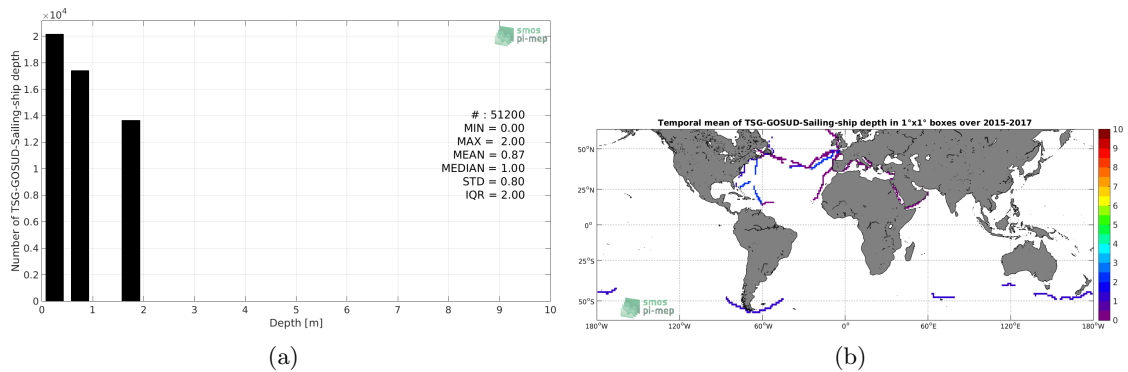 ×10⁴
2
1.8
1.6
1.4
1.2
1
0.8
0.6
0.4
0.2
0
Number of TSG-GOSUD-Sailing-ship depth
0 1 2 3 4 5 6 7 8 9 10
Depth [m]
smos
pi-mep
# : 51200
MIN = 0.00
MAX = 2.00
MEAN = 0.87
MEDIAN = 1.00
STD = 0.80
IQR = 2.00
(a)
Temporal mean of TSG-GOSUD-Sailing-ship depth in 1°x1° boxes over 2015-2017
50°N
25°N
0°
25°S
50°S
180°W 120°W 60°W 0° 60°E 120°E 180°W
smos
pi-mep
10
9
8
7
6
5
4
3
2
1
0
(b)